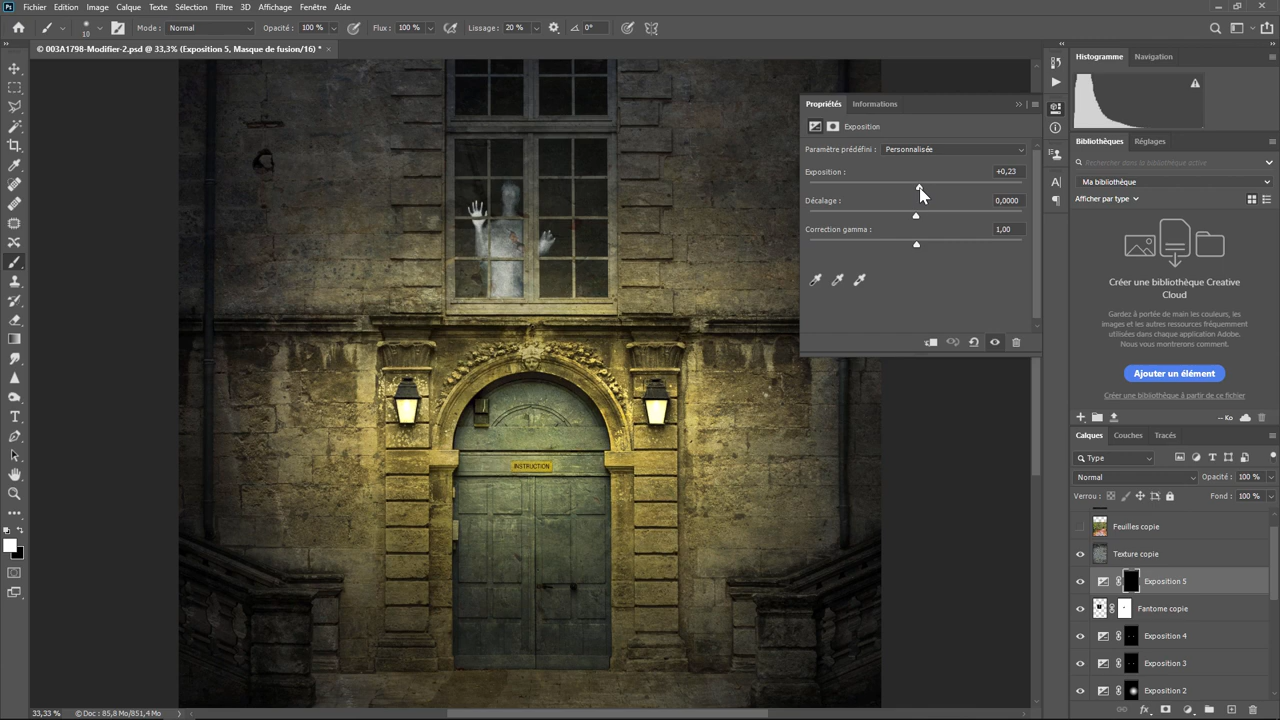 Ps Fichier Edition Image Calque Texte Sélection Filtre 3D Affichage Fenêtre Aide
10 Mode : Normal Opacité : 100 % Flux : 100 % Lissage : 20 % 0°
© 003A1798-Modifier-2.psd @ 33,3% (Exposition 5, Masque de fusion/16) *
Histogramme Navigation
Propriétés Informations
Exposition
Paramètre prédéfini : Personnalisée
Exposition : +0,23
Décalage : 0,0000
Correction gamma : 1,00
Bibliothèques Réglages
Rechercher dans la bibliothèque active
Ma bibliothèque
Afficher par type
Créer une bibliothèque Creative
Cloud
Gardez à portée de main les couleurs, les
images et les autres ressources fréquemment
utilisées dans chaque application Adobe.
Nous vous montrerons comment.
Ajouter un élément
Créer une bibliothèque à partir de ce fichier
-- Ko
Calques Couches Tracés
Type
Normal Opacité : 100 %
Verrou : Fond : 100 %
Feuilles copie
Texture copie
Exposition 5
Fantome copie
Exposition 4
Exposition 3
Exposition 2
INSTRUCTION
33,33 % Doc : 85,8 Mo/851,4 Mo